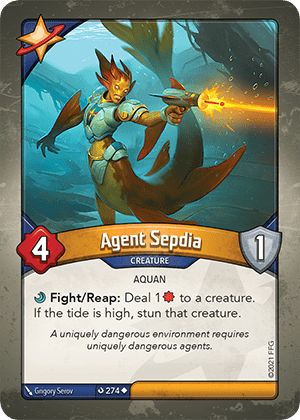 Agent Sepdia
CREATURE
4
1
AQUAN
Fight/Reap: Deal 1 to a creature.
If the tide is high, stun that creature.
A uniquely dangerous environment requires
uniquely dangerous agents.
Grigory Serov
274
©2021 FFG